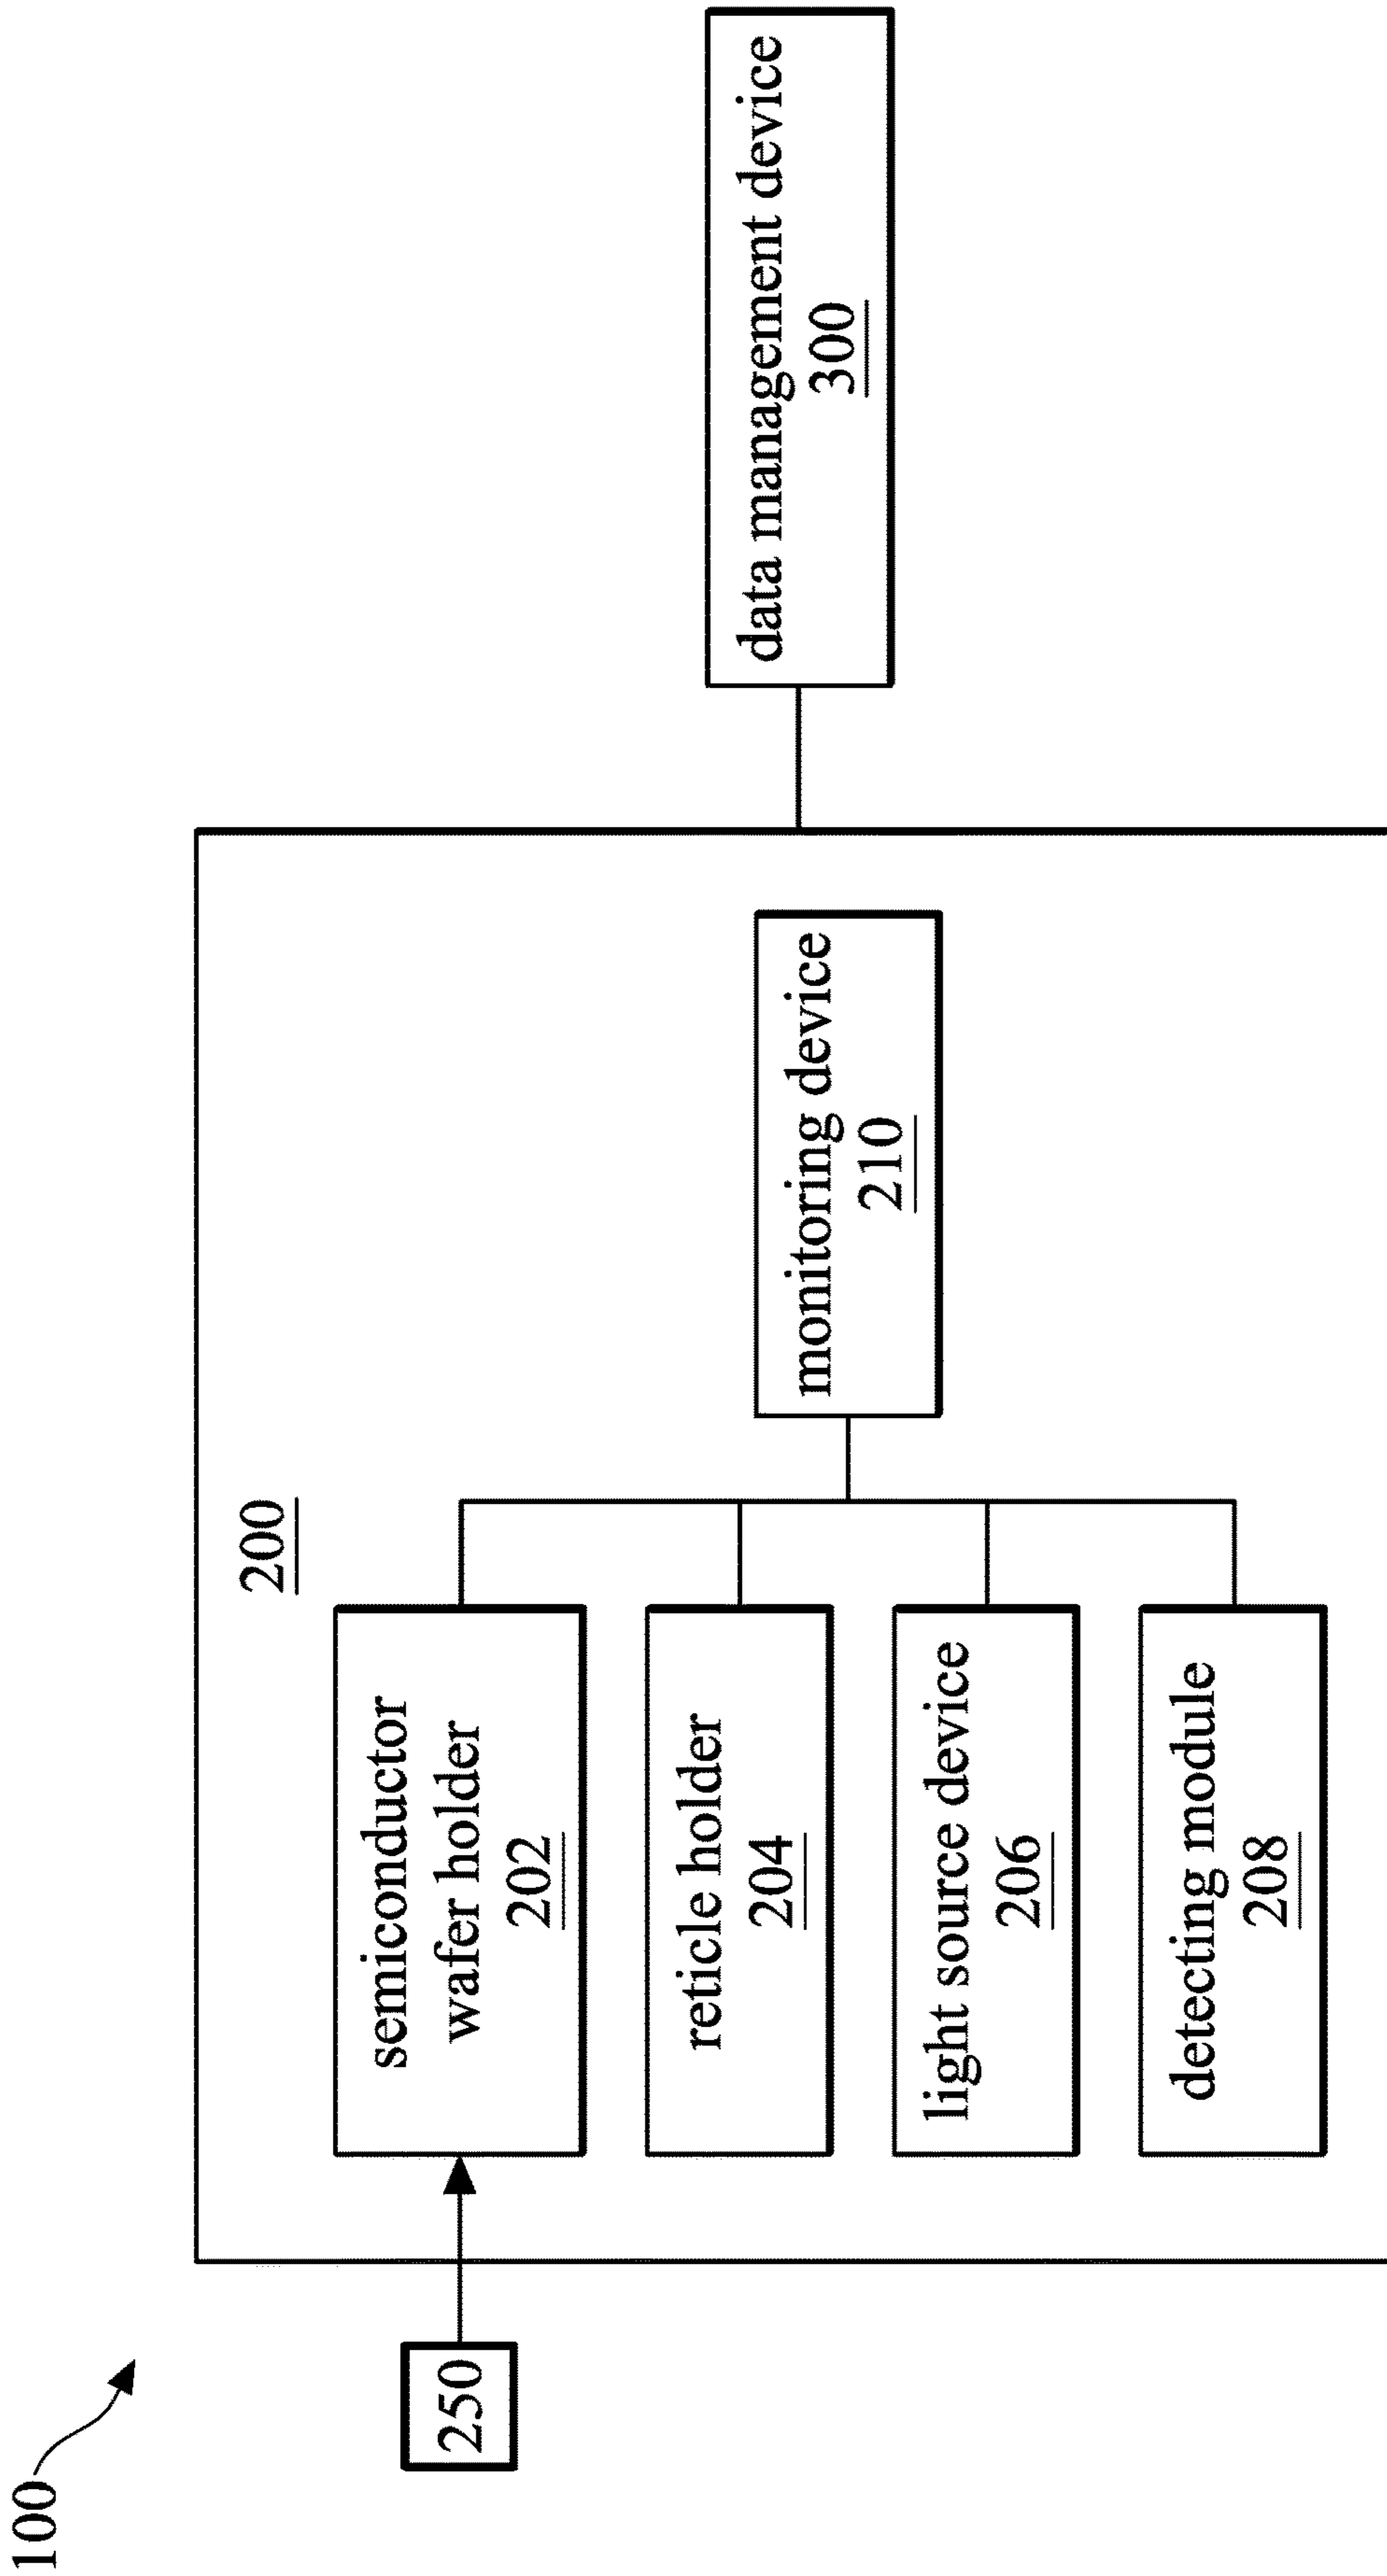 100
200
250
semiconductor
wafer holder
202
reticle holder
204
light source device
206
detecting module
208
monitoring device
210
data management device
300